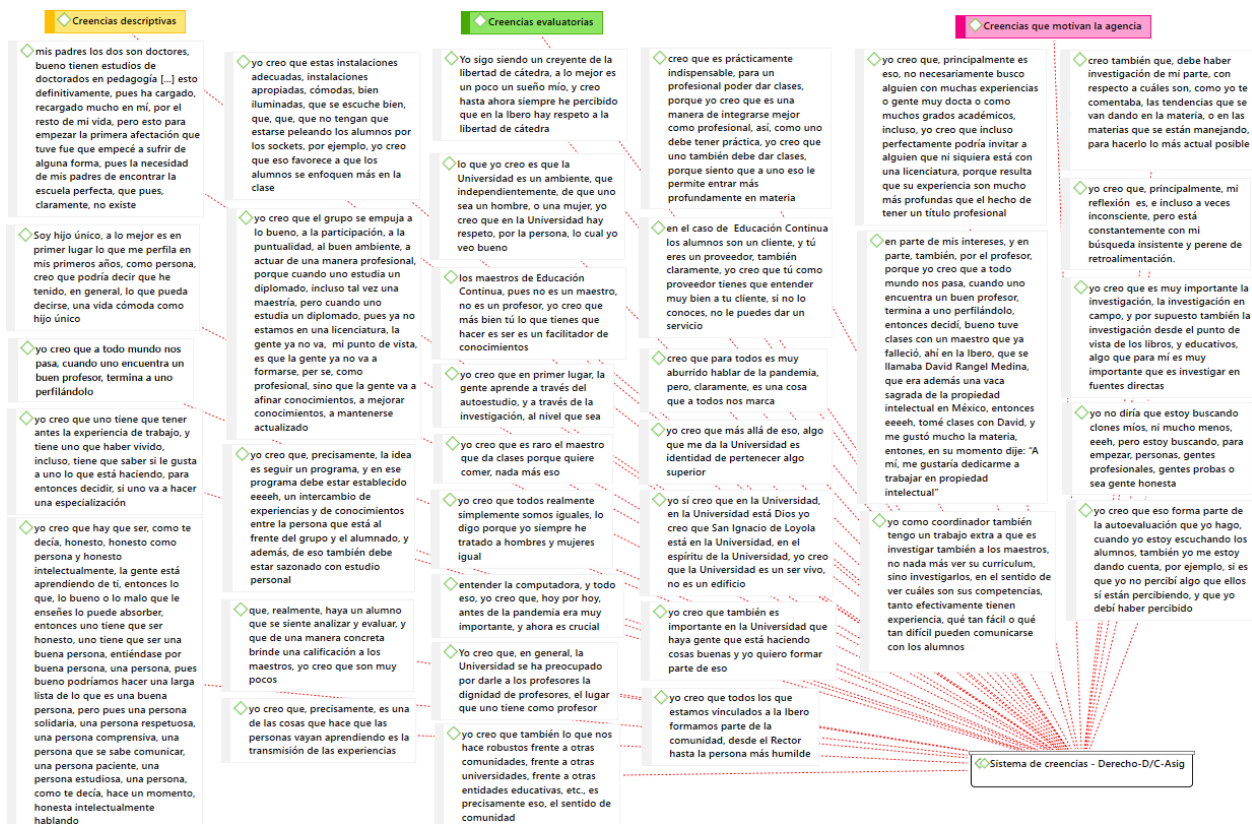 Creencias descriptivas
mis padres los dos son doctores,
bueno tienen estudios de
doctorados en pedagogía [...] esto
definitivamente, pues ha cargado,
recargado mucho en mí, por el
resto de mi vida, pero esto para
empezar la primera afectación que
tuve fue que empecé a sufrir de
alguna forma, pues la necesidad
de mis padres de encontrar la
escuela perfecta, que pues,
claramente, no existe
Soy hijo único, a lo mejor es en
primer lugar lo que me perfila en
mis primeros años, como persona,
creo que podría decir que he
tenido, en general, lo que pueda
decirse, una vida cómoda como
hijo único
yo creo que a todo mundo nos
pasa, cuando uno encuentra un
buen profesor, termina a uno
perfilándolo
yo creo que uno tiene que tener
antes la experiencia de trabajo, y
tiene uno que haber vivido,
incluso, tiene que saber si le gusta
a uno lo que está haciendo, para
entonces decidir, si uno va a hacer
una especialización
yo creo que hay que ser, como te
decía, honesto, honesto como
persona y honesto
intelectualmente, la gente está
aprendiendo de ti, entonces lo
que, lo bueno o lo malo que le
enseñes lo puede absorber,
entonces uno tiene que ser
honesto, uno tiene que ser una
buena persona, entiéndase por
buena persona, una persona, pues
bueno podríamos hacer una larga
lista de lo que es una buena
persona, pero pues una persona
solidaria, una persona respetuosa,
una persona comprensiva, una
persona que se sabe comunicar,
una persona paciente, una
persona estudiosa, una persona,
como te decía, hace un momento,
honesta intelectualmente
hablando
yo creo que estas instalaciones
adecuadas, instalaciones
apropiadas, cómodas, bien
iluminadas, que se escuche bien,
que, que, que no tengan que
estarse peleando los alumnos por
los sockets, por ejemplo, yo creo
que eso favorece a que los
alumnos se enfoquen más en la
clase
yo creo que el grupo se empuja a
lo bueno, a la participación, a la
puntualidad, al buen ambiente, a
actuar de una manera profesional,
porque cuando uno estudia un
diplomado, incluso tal vez una
maestría, pero cuando uno
estudia un diplomado, pues ya no
estamos en una licenciatura, la
gente ya no va,  mi punto de vista,
es que la gente ya no va a
formarse, per se, como
profesional, sino que la gente va a
afinar conocimientos, a mejorar
conocimientos, a mantenerse
actualizado
yo creo que, precisamente, la idea
es seguir un programa, y en ese
programa debe estar establecido
eeeeh, un intercambio de
experiencias y de conocimientos
entre la persona que está al
frente del grupo y el alumnado, y
además, de eso también debe
estar sazonado con estudio
personal
que, realmente, haya un alumno
que se siente analizar y evaluar, y
que de una manera concreta
brinde una calificación a los
maestros, yo creo que son muy
pocos
yo creo que, precisamente, es una
de las cosas que hace que las
personas vayan aprendiendo es la
transmisión de las experiencias
Creencias evaluatorias
Yo sigo siendo un creyente de la
libertad de cátedra, a lo mejor es
un poco un sueño mío, y creo
hasta ahora siempre he percibido
que en la Ibero hay respeto a la
libertad de cátedra
lo que yo creo es que la
Universidad es un ambiente, que
independientemente, de que uno
sea un hombre, o una mujer, yo
creo que en la Universidad hay
respeto, por la persona, lo cual yo
veo bueno
los maestros de Educación
Continua, pues no es un maestro,
no es un profesor, yo creo que
más bien tú lo que tienes que
hacer es ser es un facilitador de
conocimientos
yo creo que en primer lugar, la
gente aprende a través del
autoestudio, y a través de la
investigación, al nivel que sea
yo creo que es raro el maestro
que da clases porque quiere
comer, nada más eso
yo creo que todos realmente
simplemente somos iguales, lo
digo porque yo siempre he
tratado a hombres y mujeres
igual
entender la computadora, y todo
eso, yo creo que, hoy por hoy,
antes de la pandemia era muy
importante, y ahora es crucial
Yo creo que, en general, la
Universidad se ha preocupado
por darle a los profesores la
dignidad de profesores, el lugar
que uno tiene como profesor
yo creo que también lo que nos
hace robustos frente a otras
comunidades, frente a otras
universidades, frente a otras
entidades educativas, etc., es
precisamente eso, el sentido de
comunidad
creo que es prácticamente
indispensable, para un
profesional poder dar clases,
porque yo creo que es una
manera de integrarse mejor
como profesional, así, como uno
debe tener práctica, yo creo que
uno también debe dar clases,
porque siento que a uno eso le
permite entrar más
profundamente en materia
en el caso de  Educación Continua
los alumnos son un cliente, y tú
eres un proveedor, también
claramente, yo creo que tú como
proveedor tienes que entender
muy bien a tu cliente, si no lo
conoces, no le puedes dar un
servicio
creo que para todos es muy
aburrido hablar de la pandemia,
pero, claramente, es una cosa
que a todos nos marca
yo creo que más allá de eso, algo
que me da la Universidad es
identidad de pertenecer algo
superior
yo sí creo que en la Universidad,
en la Universidad está Dios yo
creo que San Ignacio de Loyola
está en la Universidad, en el
espíritu de la Universidad, yo creo
que la Universidad es un ser vivo,
no es un edificio
yo creo que también es
importante en la Universidad que
haya gente que está haciendo
cosas buenas y yo quiero formar
parte de eso
yo creo que todos los que
estamos vinculados a la Ibero
formamos parte de la
comunidad, desde el Rector
hasta la persona más humilde
Creencias que motivan la agencia
yo creo que, principalmente es
eso, no necesariamente busco
alguien con muchas experiencias
o gente muy docta o como
muchos grados académicos,
incluso, yo creo que incluso
perfectamente podría invitar a
alguien que ni siquiera está con
una licenciatura, porque resulta
que su experiencia son mucho
más profundas que el hecho de
tener un título profesional
en parte de mis intereses, y en
parte, también, por el profesor,
porque yo creo que a todo
mundo nos pasa, cuando uno
encuentra un buen profesor,
termina a uno perfilándolo,
entonces decidí, bueno tuve
clases con un maestro que ya
falleció, ahí en la Ibero, que se
llamaba David Rangel Medina,
que era además una vaca
sagrada de la propiedad
intelectual en México, entonces
eeeeh, tomé clases con David, y
me gustó mucho la materia,
entones, en su momento dije: "A
mí, me gustaría dedicarme a
trabajar en propiedad
intelectual"
yo como coordinador también
tengo un trabajo extra a que es
investigar también a los maestros,
no nada más ver su curriculum,
sino investigarlos, en el sentido de
ver cuáles son sus competencias,
tanto efectivamente tienen
experiencia, qué tan fácil o qué
tan difícil pueden comunicarse
con los alumnos
creo también que, debe haber
investigación de mi parte, con
respecto a cuáles son, como yo te
comentaba, las tendencias que se
van dando en la materia, o en las
materias que se están manejando,
para hacerlo lo más actual posible
yo creo que, principalmente, mi
reflexión  es, e incluso a veces
inconsciente, pero está
constantemente con mi
búsqueda insistente y perene de
retroalimentación.
yo creo que es muy importante la
investigación, la investigación en
campo, y por supuesto también la
investigación desde el punto de
vista de los libros, y educativos,
algo que para mí es muy
importante que es investigar en
fuentes directas
yo no diría que estoy buscando
clones míos, ni mucho menos,
eeeh, pero estoy buscando, para
empezar, personas, gentes
profesionales, gentes probas o
sea gente honesta
yo creo que eso forma parte de
la autoevaluación que yo hago,
cuando yo estoy escuchando los
alumnos, también yo me estoy
dando cuenta, por ejemplo, si es
que yo no percibí algo que ellos
sí están percibiendo, y que yo
debí haber percibido
Sistema de creencias - Derecho-D/C-Asig